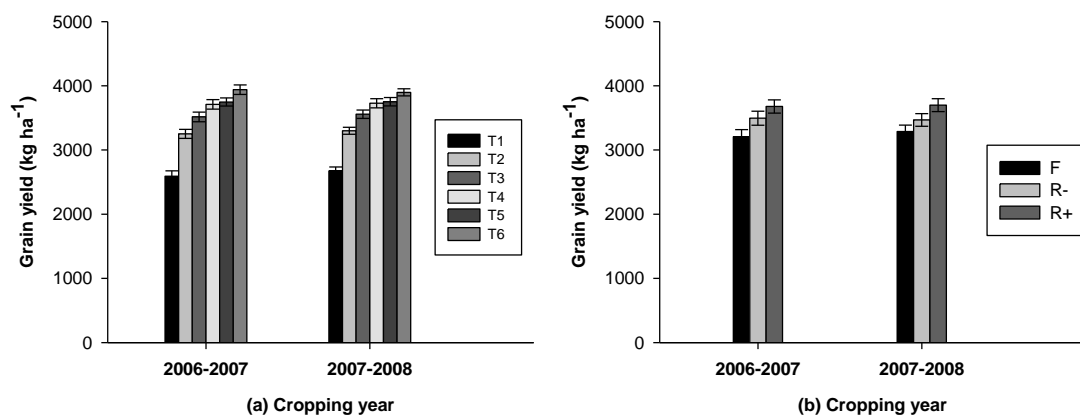 5000
4000
3000
2000
1000
0
Grain yield (kg ha⁻¹)
T1
T2
T3
T4
T5
T6
2006-2007 2007-2008
(a) Cropping year
5000
4000
3000
2000
1000
0
Grain yield (kg ha⁻¹)
F
R-
R+
2006-2007 2007-2008
(b) Cropping year